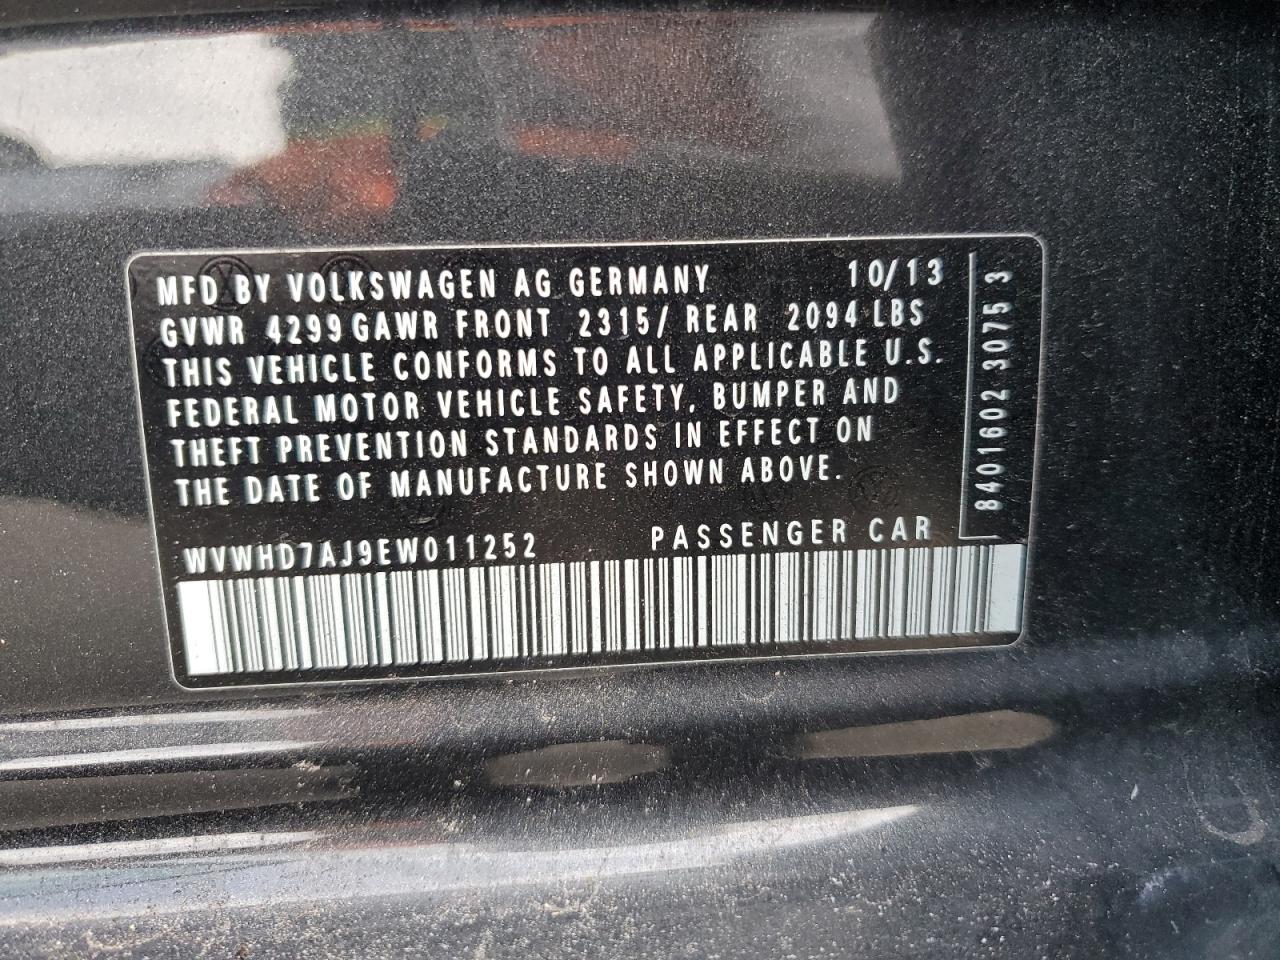 MFD BY VOLKSWAGEN AG GERMANY 10/13
GVWR 4299 GAWR FRONT 2315/ REAR 2094 LBS
THIS VEHICLE CONFORMS TO ALL APPLICABLE U.S.
FEDERAL MOTOR VEHICLE SAFETY, BUMPER AND
THEFT PREVENTION STANDARDS IN EFFECT ON
THE DATE OF MANUFACTURE SHOWN ABOVE.
WVWHD7AJ9EW011252 PASSENGER CAR
8401602 3075 3